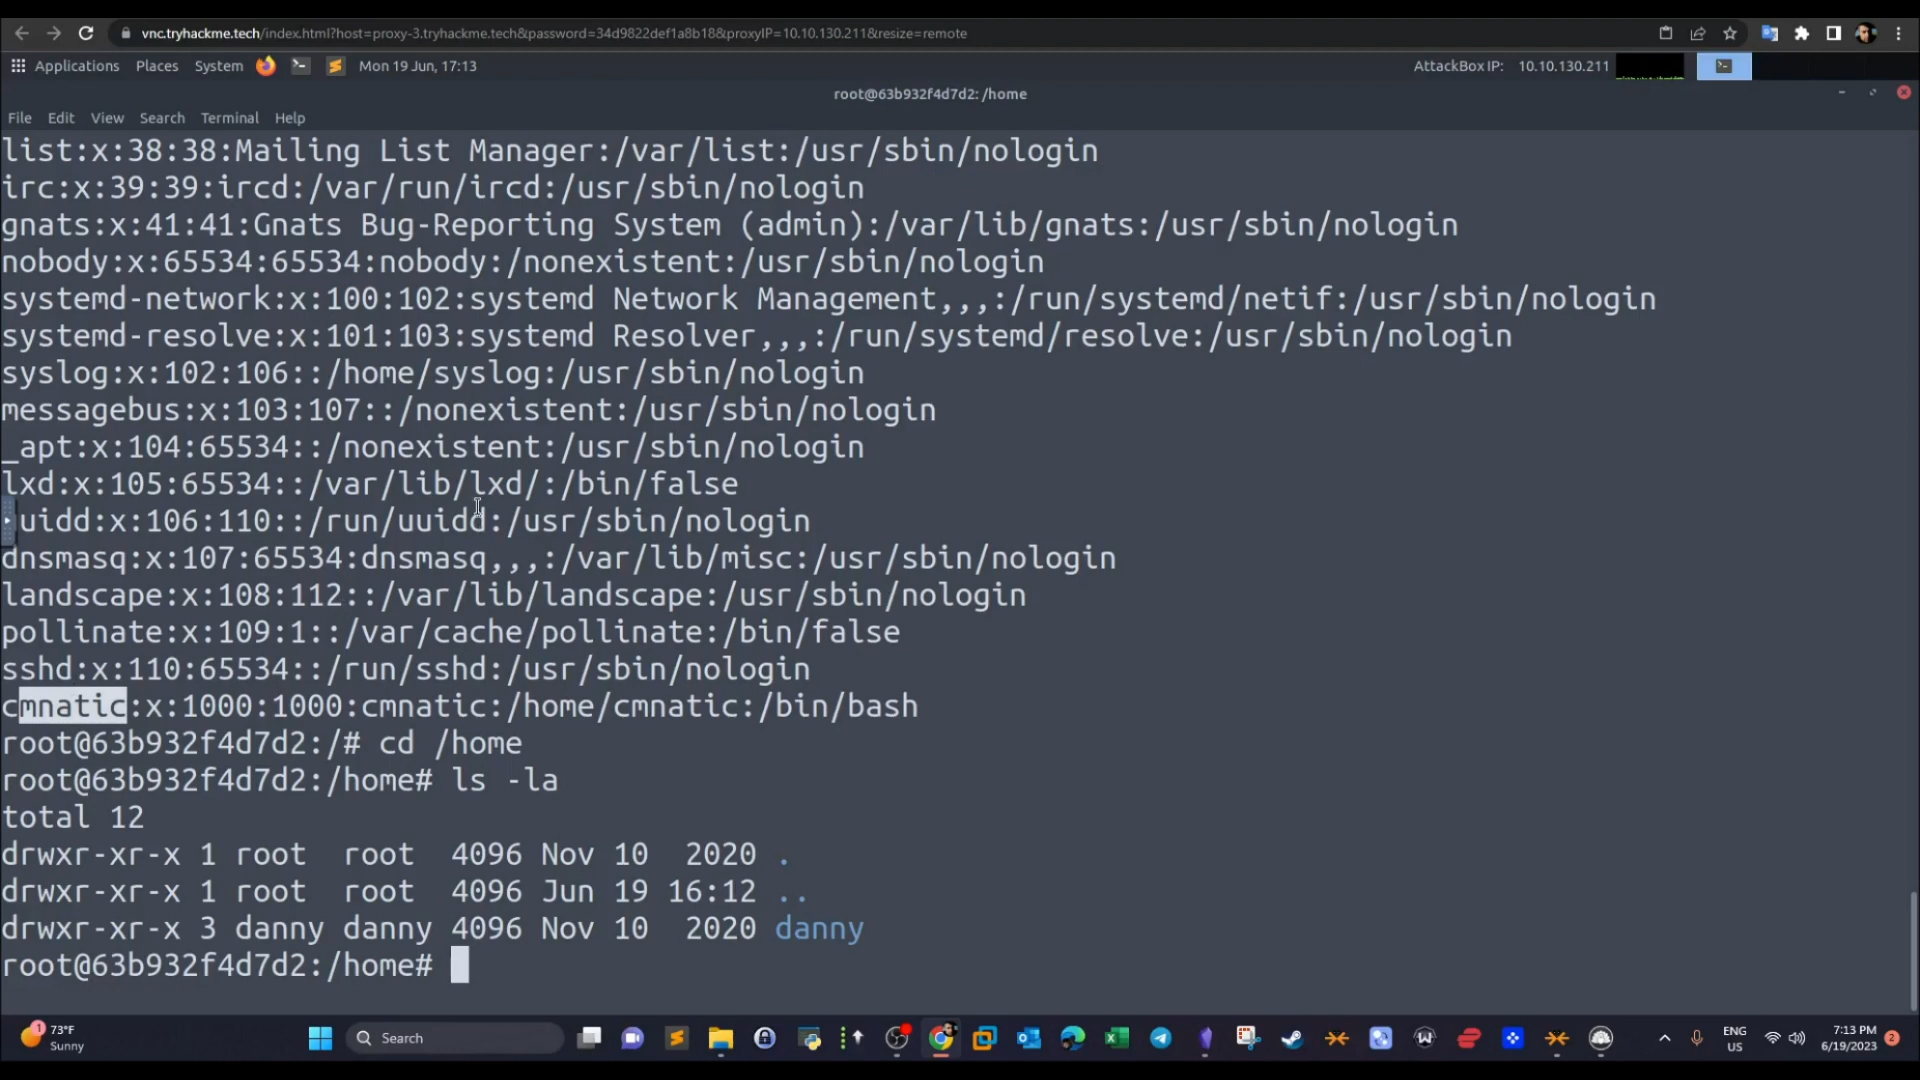 vnc.tryhackme.tech/index.html?host=proxy-3.tryhackme.tech&password=34d9822def1a8b18&proxyIP=10.10.130.211&resize=remote
Applications Places System Mon 19 Jun, 17:13 AttackBox IP: 10.10.130.211
root@63b932f4d7d2: /home
File Edit View Search Terminal Help
list:x:38:38:Mailing List Manager:/var/list:/usr/sbin/nologin
irc:x:39:39:ircd:/var/run/ircd:/usr/sbin/nologin
gnats:x:41:41:Gnats Bug-Reporting System (admin):/var/lib/gnats:/usr/sbin/nologin
nobody:x:65534:65534:nobody:/nonexistent:/usr/sbin/nologin
systemd-network:x:100:102:systemd Network Management,,,:/run/systemd/netif:/usr/sbin/nologin
systemd-resolve:x:101:103:systemd Resolver,,,:/run/systemd/resolve:/usr/sbin/nologin
syslog:x:102:106::/home/syslog:/usr/sbin/nologin
messagebus:x:103:107::/nonexistent:/usr/sbin/nologin
_apt:x:104:65534::/nonexistent:/usr/sbin/nologin
lxd:x:105:65534::/var/lib/lxd/:/bin/false
uidd:x:106:110::/run/uuidd:/usr/sbin/nologin
dnsmasq:x:107:65534:dnsmasq,,,:/var/lib/misc:/usr/sbin/nologin
landscape:x:108:112::/var/lib/landscape:/usr/sbin/nologin
pollinate:x:109:1::/var/cache/pollinate:/bin/false
sshd:x:110:65534::/run/sshd:/usr/sbin/nologin
cmnatic:x:1000:1000:cmnatic:/home/cmnatic:/bin/bash
root@63b932f4d7d2:/# cd /home
root@63b932f4d7d2:/home# ls -la
total 12
drwxr-xr-x 1 root root 4096 Nov 10 2020 .
drwxr-xr-x 1 root root 4096 Jun 19 16:12 ..
drwxr-xr-x 3 danny danny 4096 Nov 10 2020 danny
root@63b932f4d7d2:/home#
1 73°F Search ENG 7:13 PM 2
Sunny US 6/19/2023